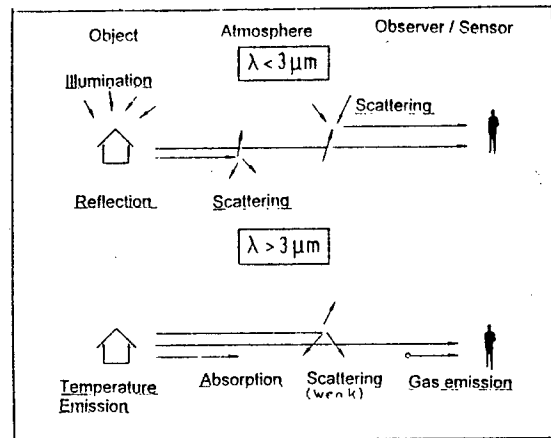 Object Atmosphere Observer / Sensor
λ < 3 µm
Illumination
Scattering
Reflection Scattering
λ > 3 µm
Temperature Emission Absorption Scattering (weak) Gas emission